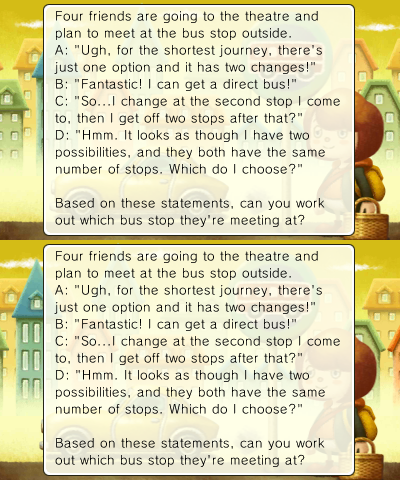 Four friends are going to the theatre and
plan to meet at the bus stop outside.
A: "Ugh, for the shortest journey, there's
just one option and it has two changes!"
B: "Fantastic! I can get a direct bus!"
C: "So...I change at the second stop I come
to, then I get off two stops after that?"
D: "Hmm. It looks as though I have two
possibilities, and they both have the same
number of stops. Which do I choose?"
Based on these statements, can you work
out which bus stop they're meeting at?
Four friends are going to the theatre and
plan to meet at the bus stop outside.
A: "Ugh, for the shortest journey, there's
just one option and it has two changes!"
B: "Fantastic! I can get a direct bus!"
C: "So...I change at the second stop I come
to, then I get off two stops after that?"
D: "Hmm. It looks as though I have two
possibilities, and they both have the same
number of stops. Which do I choose?"
Based on these statements, can you work
out which bus stop they're meeting at?